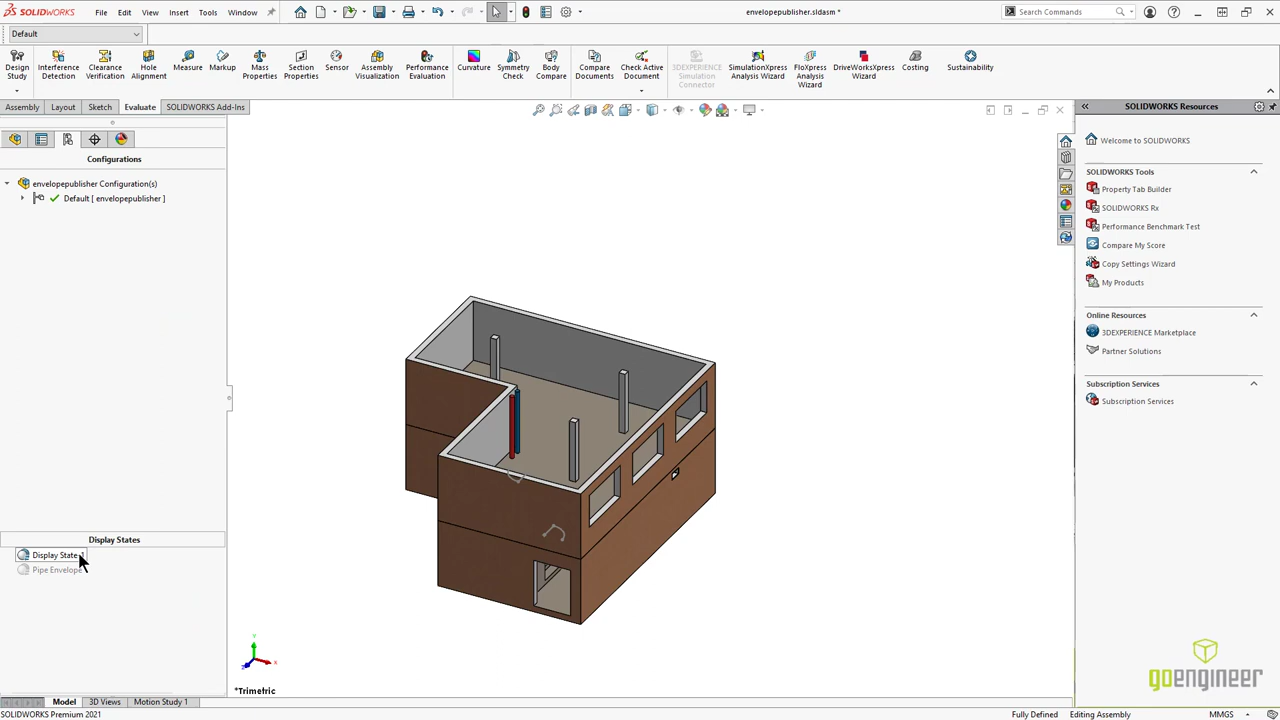 SOLIDWORKS
File Edit View Insert Tools Window
envelopepublisher.sldasm *
Search Commands
Default
Design Study
Interference Detection
Clearance Verification
Hole Alignment
Measure
Markup
Mass Properties
Section Properties
Sensor
Assembly Visualization
Performance Evaluation
Curvature
Symmetry Check
Body Compare
Compare Documents
Check Active Document
3DEXPERIENCE Simulation Connector
SimulationXpress Analysis Wizard
FloXpress Analysis Wizard
DriveWorksXpress Wizard
Costing
Sustainability
Assembly Layout Sketch Evaluate SOLIDWORKS Add-Ins
Configurations
envelopepublisher Configuration(s)
Default [ envelopepublisher ]
Display States
Display State
Pipe Envelope
Y
X
Z
*Trimetric
SOLIDWORKS Resources
Welcome to SOLIDWORKS
SOLIDWORKS Tools
Property Tab Builder
SOLIDWORKS Rx
Performance Benchmark Test
Compare My Score
Copy Settings Wizard
My Products
Online Resources
3DEXPERIENCE Marketplace
Partner Solutions
Subscription Services
Subscription Services
goengineer
Model 3D Views Motion Study 1
SOLIDWORKS Premium 2021
Fully Defined Editing Assembly MMGS